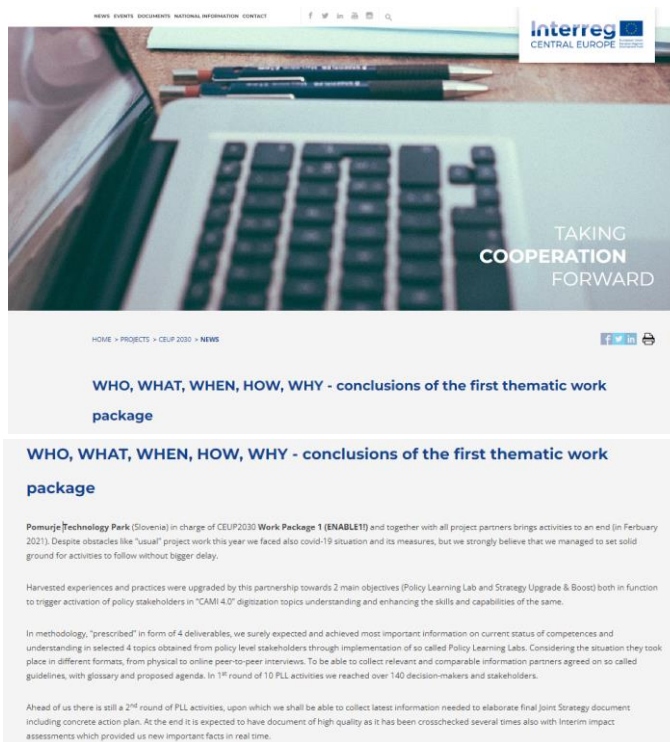 NEWS EVENTS DOCUMENTS NATIONAL INFORMATION CONTACT
Interreg
CENTRAL EUROPE
TAKING
COOPERATION
FORWARD
HOME > PROJECTS > CEUP 2030 > NEWS
WHO, WHAT, WHEN, HOW, WHY - conclusions of the first thematic work
package
WHO, WHAT, WHEN, HOW, WHY - conclusions of the first thematic work
package
Pomurje Technology Park (Slovenia) in charge of CEUP2030 Work Package 1 (ENABLE1!) and together with all project partners brings activities to an end (in Ferbuary
2021). Despite obstacles like "usual" project work this year we faced also covid-19 situation and its measures, but we strongly believe that we managed to set solid
ground for activities to follow without bigger delay.
Harvested experiences and practices were upgraded by this partnership towards 2 main objectives (Policy Learning Lab and Strategy Upgrade & Boost) both in function
to trigger activation of policy stakeholders in "CAMI 4.0" digitization topics understanding and enhancing the skills and capabilities of the same.
In methodology, "prescribed" in form of 4 deliverables, we surely expected and achieved most important information on current status of competences and
understanding in selected 4 topics obtained from policy level stakeholders through implementation of so called Policy Learning Labs. Considering the situation they took
place in different formats, from physical to online peer-to-peer interviews. To be able to collect relevant and comparable information partners agreed on so called
guidelines, with glossary and proposed agenda. In 1st round of 10 PLL activities we reached over 140 decision-makers and stakeholders.
Ahead of us there is still a 2nd round of PLL activities, upon which we shall be able to collect latest information needed to elaborate final Joint Strategy document
including concrete action plan. At the end it is expected to have document of high quality as it has been crosschecked several times also with Interim impact
assessments which provided us new important facts in real time.